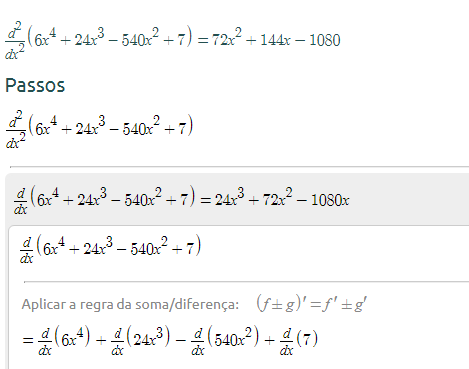 d²/dx² (6x⁴ + 24x³ − 540x² + 7) = 72x² + 144x − 1080
Passos
d²/dx² (6x⁴ + 24x³ − 540x² + 7)
d/dx (6x⁴ + 24x³ − 540x² + 7) = 24x³ + 72x² − 1080x
d/dx (6x⁴ + 24x³ − 540x² + 7)
Aplicar a regra da soma/diferença: (f ± g)′ = f′ ± g′
= d/dx (6x⁴) + d/dx (24x³) − d/dx (540x²) + d/dx (7)